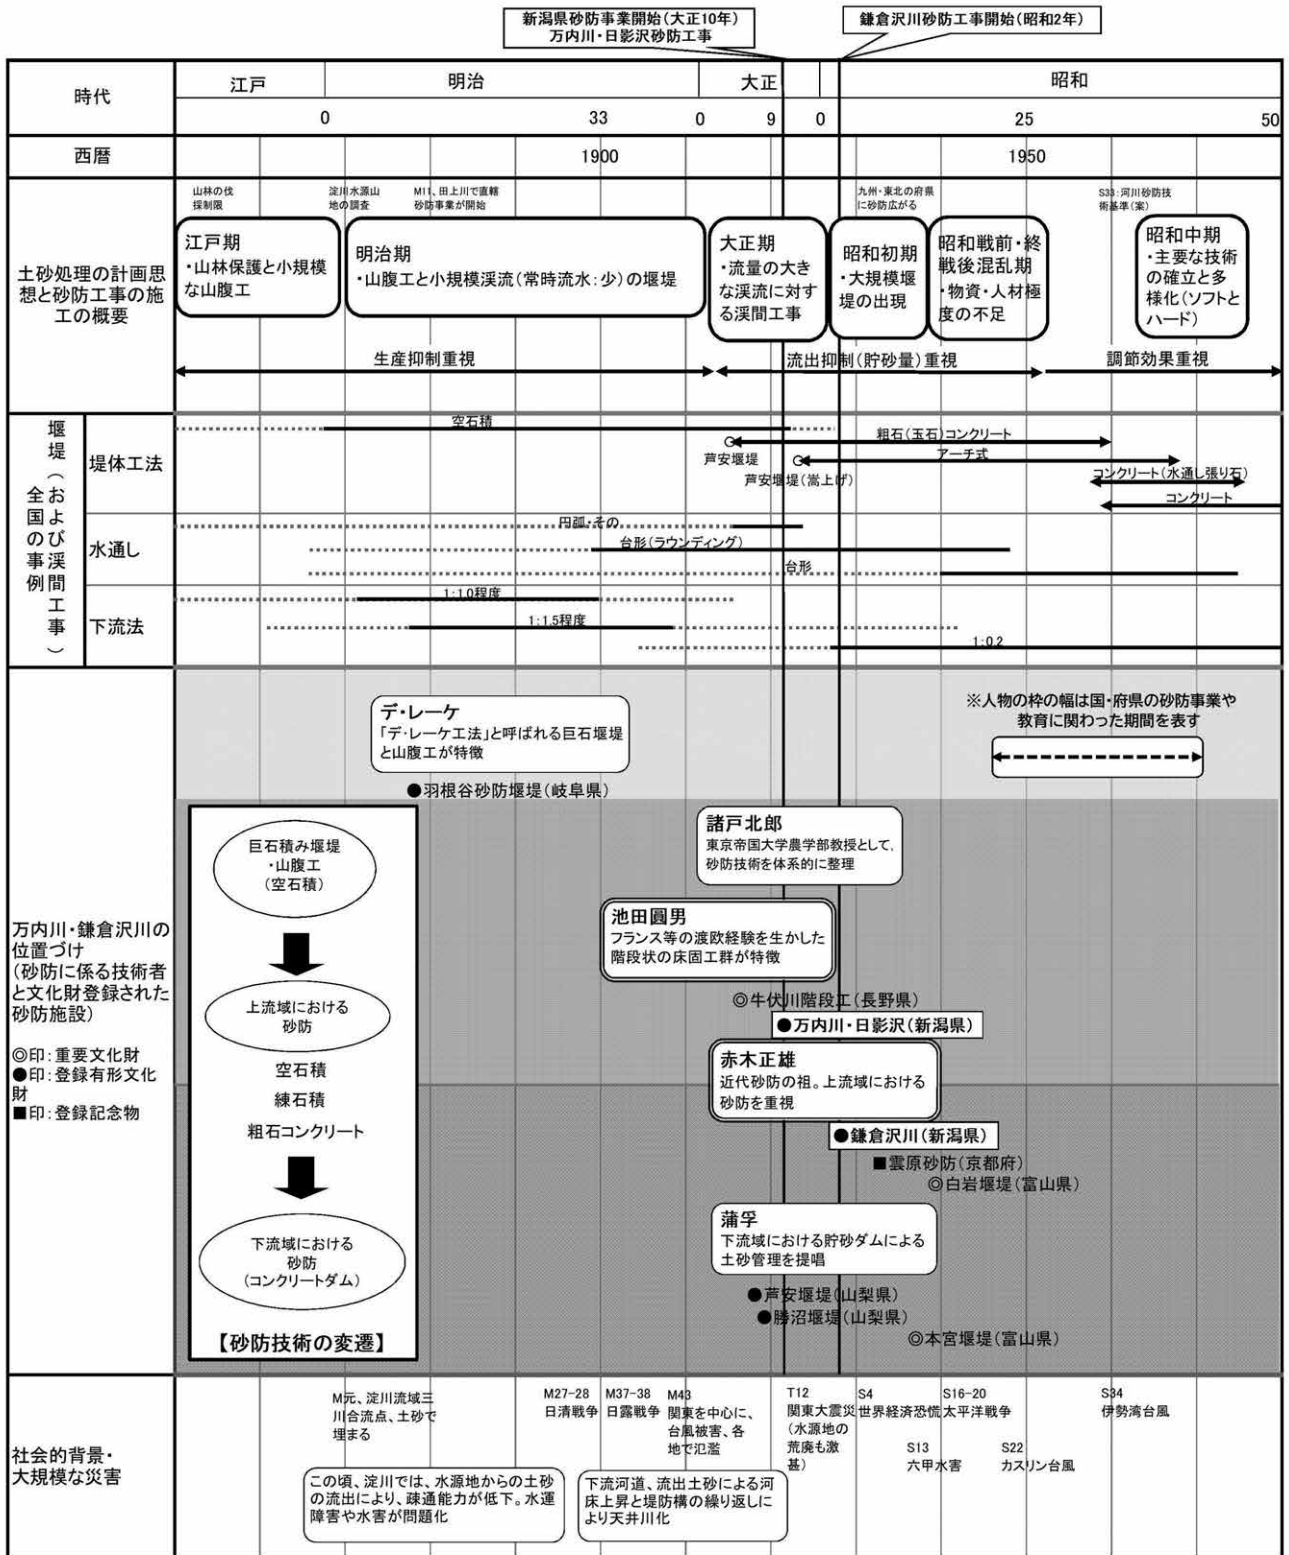 新潟県砂防事業開始(大正10年)
万内川・日影沢砂防工事
鎌倉沢川砂防工事開始(昭和2年)
時代
江戸
明治
大正
昭和
0
33
0
9
0
25
50
西暦
1900
1950
土砂処理の計画思
想と砂防工事の施
工の概要
山林の伐
採制限
淀川水源山
地の調査
M11、田上川で直轄
砂防事業が開始
九州・東北の府県
に砂防広がる
S33:河川砂防技
術基準(案)
江戸期
・山林保護と小規模
な山腹工
明治期
・山腹工と小規模渓流(常時流水:少)の堰堤
大正期
・流量の大き
な渓流に対す
る渓間工事
昭和初期
・大規模堰
堤の出現
昭和戦前・終
戦後混乱期
・物資・人材極
度の不足
昭和中期
・主要な技術
の確立と多
様化(ソフトと
ハード)
生産抑制重視
流出抑制(貯砂量)重視
調節効果重視
堰堤(および渓間工事)
全国の事例
堤体工法
空石積
粗石(玉石)コンクリート
芦安堰堤
アーチ式
芦安堰堤(嵩上げ)
コンクリート(水通し張り石)
コンクリート
水通し
円弧・その
台形(ラウンディング)
台形
下流法
1:1.0程度
1:1.5程度
1:0.2
万内川・鎌倉沢川の
位置づけ
(砂防に係る技術者
と文化財登録された
砂防施設)
◎印:重要文化財
●印:登録有形文化
財
■印:登録記念物
デ・レーケ
「デ・レーケ工法」と呼ばれる巨石堰堤
と山腹工が特徴
●羽根谷砂防堰堤(岐阜県)
※人物の枠の幅は国・府県の砂防事業や
教育に関わった期間を表す
巨石積み堰堤
・山腹工
(空石積)
上流域における
砂防
空石積
練石積
粗石コンクリート
下流域における
砂防
(コンクリートダム)
【砂防技術の変遷】
諸戸北郎
東京帝国大学農学部教授として、
砂防技術を体系的に整理
池田圓男
フランス等の渡欧経験を生かした
階段状の床固工群が特徴
◎牛伏川階段工(長野県)
●万内川・日影沢(新潟県)
赤木正雄
近代砂防の祖。上流域における
砂防を重視
●鎌倉沢川(新潟県)
■雲原砂防(京都府)
◎白岩堰堤(富山県)
蒲孚
下流域における貯砂ダムによる
土砂管理を提唱
●芦安堰堤(山梨県)
●勝沼堰堤(山梨県)
◎本宮堰堤(富山県)
社会的背景・
大規模な災害
M元、淀川流域三
川合流点、土砂で
埋まる
M27-28
日清戦争
M37-38
日露戦争
M43
関東を中心に、
台風被害、各
地で氾濫
T12
関東大震災
(水源地の
荒廃も激
甚)
S4
世界経済恐慌
S16-20
太平洋戦争
S34
伊勢湾台風
S13
六甲水害
S22
カスリン台風
この頃、淀川では、水源地からの土砂
の流出により、疎通能力が低下。水運
障害や水害が問題化
下流河道、流出土砂による河
床上昇と堤防構の繰り返しに
より天井川化